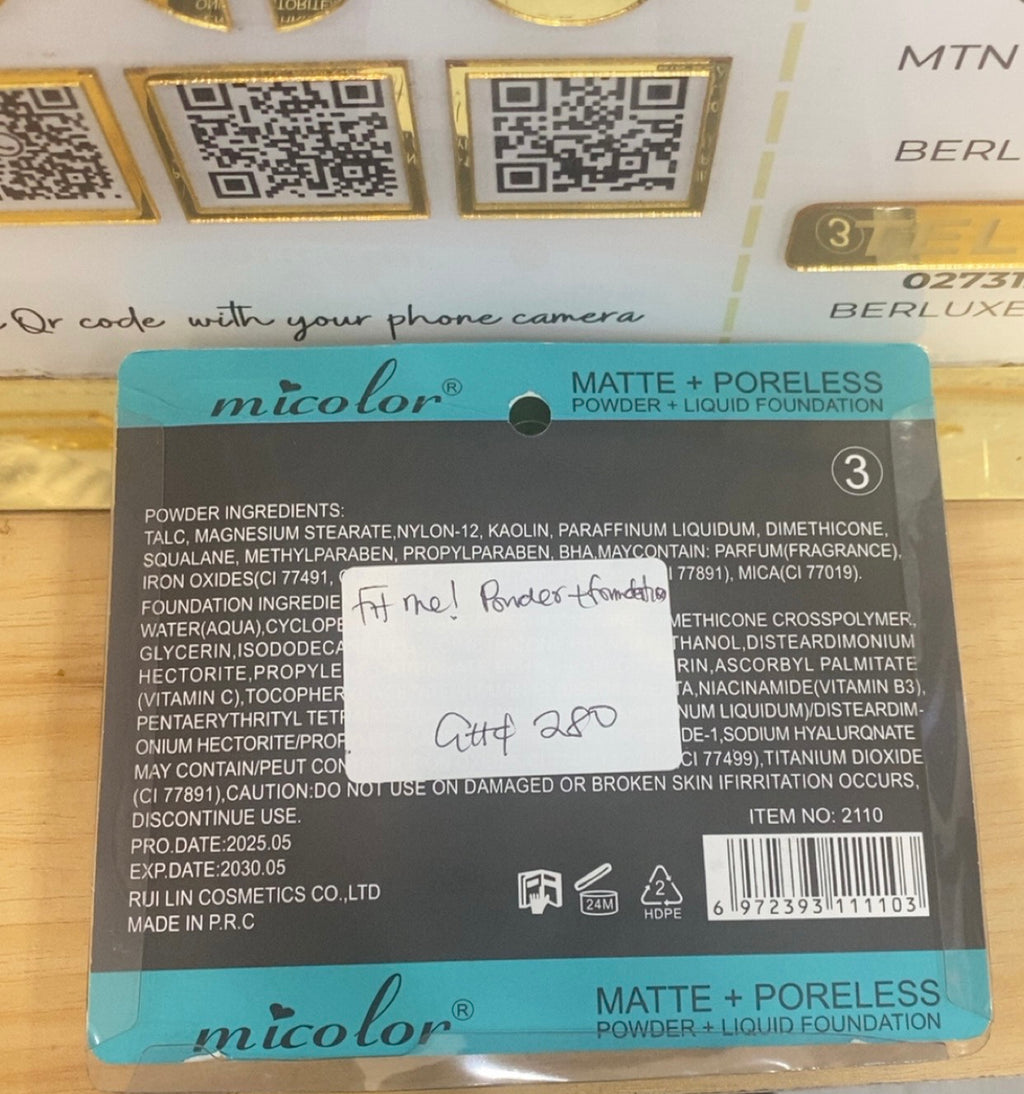 TORITE
MTN
BERL
3 TEL
02731
BERLUXE
Qr code with your phone camera
micolor®
MATTE + PORELESS
POWDER + LIQUID FOUNDATION
3
POWDER INGREDIENTS:
TALC, MAGNESIUM STEARATE,NYLON-12, KAOLIN, PARAFFINUM LIQUIDUM, DIMETHICONE,
SQUALANE, METHYLPARABEN, PROPYLPARABEN, BHA.MAYCONTAIN: PARFUM(FRAGRANCE),
IRON OXIDES(CI 77491, I 77891), MICA(CI 77019).
FOUNDATION INGREDIE
WATER(AQUA),CYCLOPE METHICONE CROSSPOLYMER,
GLYCERIN,ISODODECA THANOL,DISTEARDIMONIUM
HECTORITE,PROPYLE RIN,ASCORBYL PALMITATE
(VITAMIN C),TOCOPHER TA,NIACINAMIDE(VITAMIN B3),
PENTAERYTHRITYL TET NUM LIQUIDUM)/DISTEARDIM-
ONIUM HECTORITE/PROP DE-1,SODIUM HYALURQNATE
MAY CONTAIN/PEUT CON CI 77499),TITANIUM DIOXIDE
(CI 77891),CAUTION:DO NOT USE ON DAMAGED OR BROKEN SKIN IFIRRITATION OCCURS,
DISCONTINUE USE.
Fit me! Powder + foundation
GH¢ 280
ITEM NO: 2110
PRO.DATE:2025.05
EXP.DATE:2030.05
RUI LIN COSMETICS CO.,LTD
MADE IN P.R.C
24M
2
HDPE
6 972393 111103
micolor®
MATTE + PORELESS
POWDER + LIQUID FOUNDATION